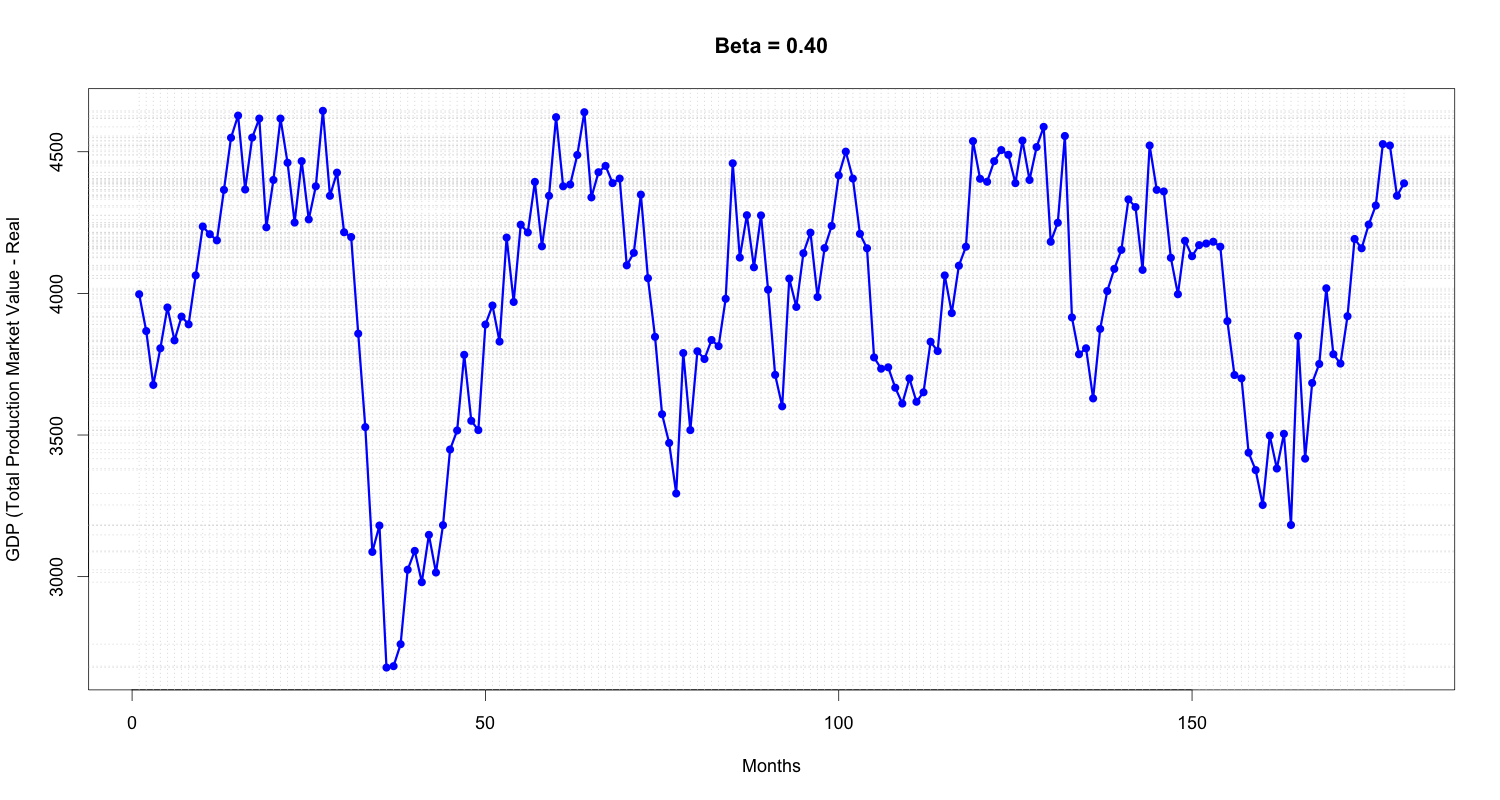 Beta = 0.40
GDP (Total Production Market Value - Real
4500
4000
3500
3000
0 50 100 150
Months